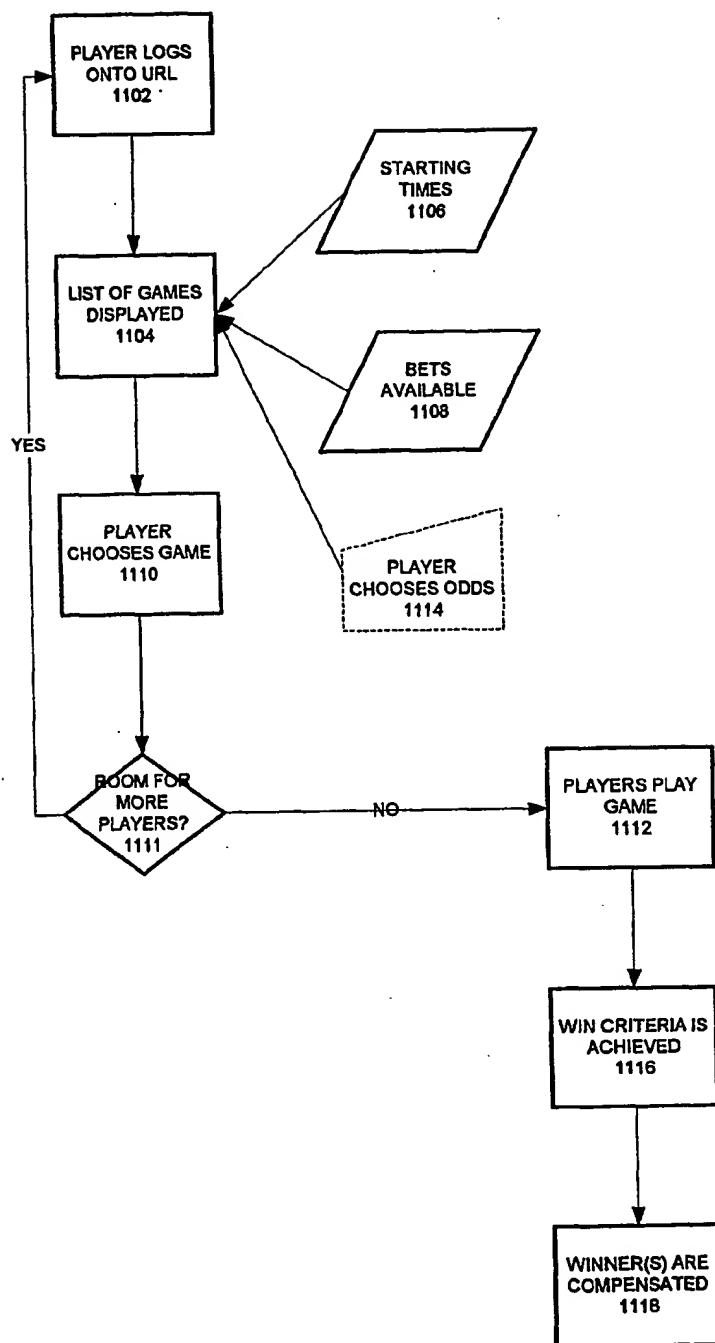 PLAYER LOGS
ONTO URL
1102
STARTING
TIMES
1106
LIST OF GAMES
DISPLAYED
1104
BETS
AVAILABLE
1108
YES
PLAYER
CHOOSES GAME
1110
PLAYER
CHOOSES ODDS
1114
ROOM FOR
MORE
PLAYERS?
1111
NO
PLAYERS PLAY
GAME
1112
WIN CRITERIA IS
ACHIEVED
1116
WINNER(S) ARE
COMPENSATED
1118